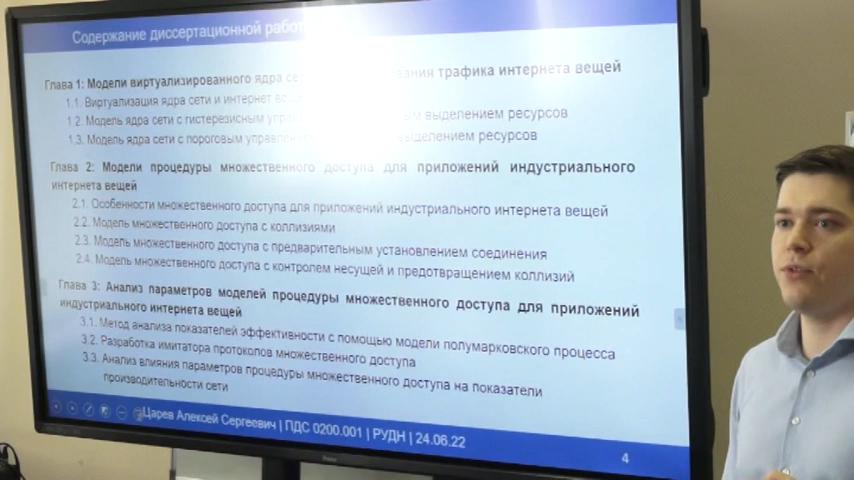 Содержание диссертационной
Глава 1: Модели виртуализированного ядра трафика интернета вещей
1.1. Виртуализация ядра сети и интернет
1.2. Модель ядра сети с гистерезисным выделением ресурсов
1.3. Модель ядра сети с пороговым выделением ресурсов
Глава 2: Модели процедуры множественного доступа для приложений индустриального
интернета вещей
2.1. Особенности множественного доступа для приложений индустриального интернета вещей
2.2. Модель множественного доступа с коллизиями
2.3. Модель множественного доступа с предварительным установлением соединения
2.4. Модель множественного доступа с контролем несущей и предотвращением коллизий
Глава 3: Анализ параметров моделей процедуры множественного доступа для приложений
индустриального интернета вещей
3.1. Метод анализа показателей эффективности с помощью модели полумарковского процесса
3.2. Разработка имитатора протоколов множественного доступа
3.3. Анализ влияния параметров процедуры множественного доступа на показатели
производительности сети
Царев Алексей Сергеевич | ПДС 0200.001 | РУДН | 24.06.22
4